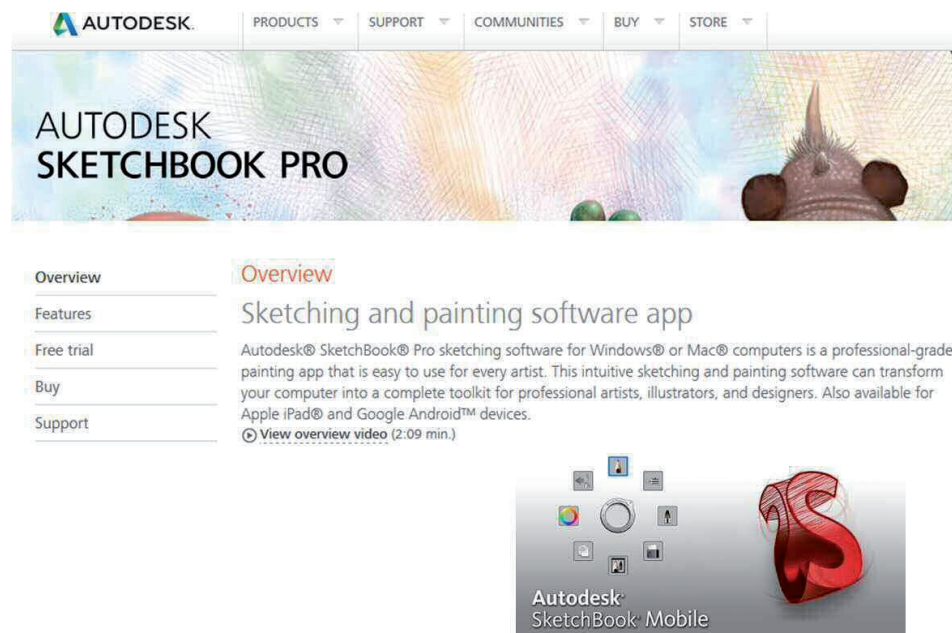 AUTODESK. PRODUCTS SUPPORT COMMUNITIES BUY STORE
AUTODESK
SKETCHBOOK PRO
Overview
Features
Free trial
Buy
Support
Overview
Sketching and painting software app
Autodesk® SketchBook® Pro sketching software for Windows® or Mac® computers is a professional-grade
painting app that is easy to use for every artist. This intuitive sketching and painting software can transform
your computer into a complete toolkit for professional artists, illustrators, and designers. Also available for
Apple iPad® and Google Android™ devices.
View overview video (2:09 min.)
Autodesk®
SketchBook® Mobile